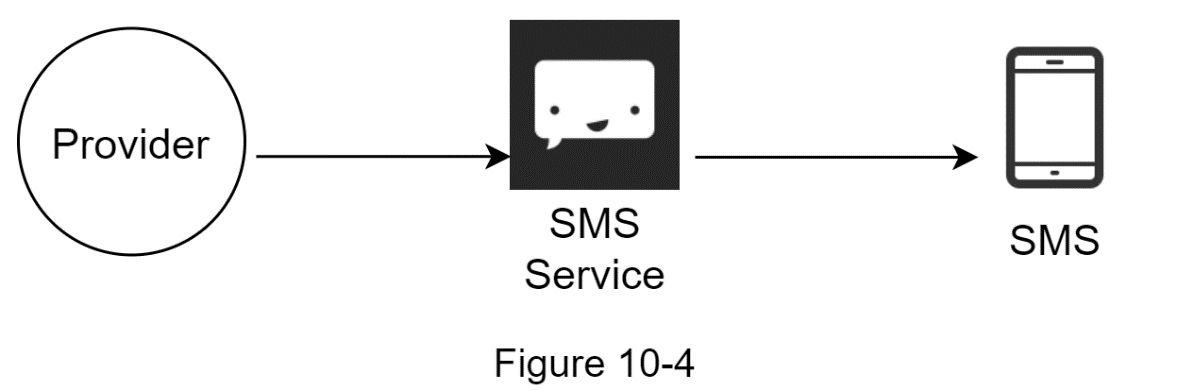 Provider
SMS
Service
SMS
Figure 10-4